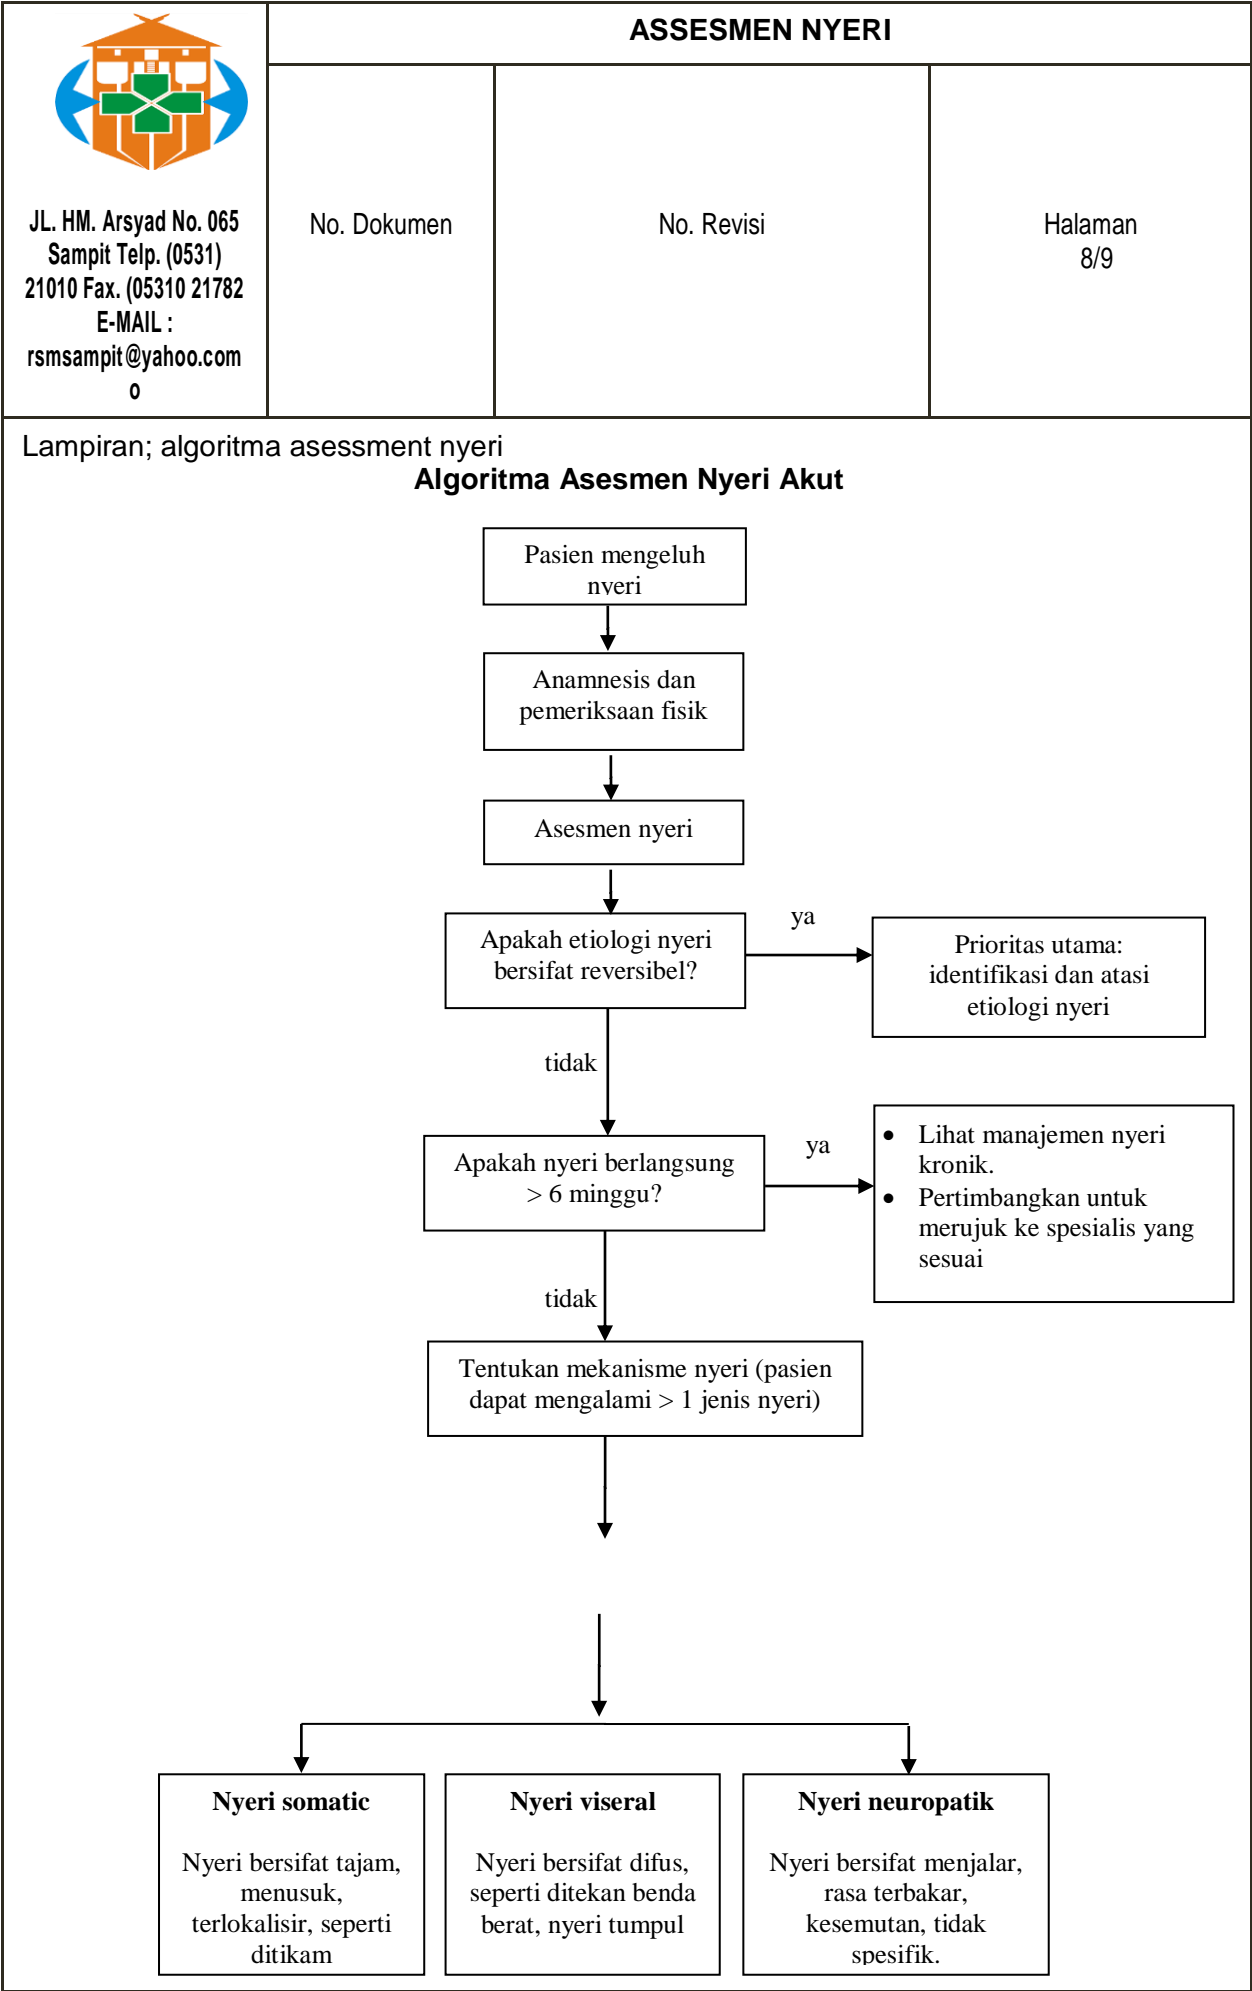 ASSESMEN NYERI
JL. HM. Arsyad No. 065
Sampit Telp. (0531)
21010 Fax. (05310 21782
E-MAIL :
rsmsampit@yahoo.com
o
No. Dokumen
No. Revisi
Halaman
8/9
Lampiran; algoritma asessment nyeri
Algoritma Asesmen Nyeri Akut
Pasien mengeluh
nyeri
Anamnesis dan
pemeriksaan fisik
Asesmen nyeri
Apakah etiologi nyeri
bersifat reversibel?
ya
Prioritas utama:
identifikasi dan atasi
etiologi nyeri
tidak
Apakah nyeri berlangsung
> 6 minggu?
ya
• Lihat manajemen nyeri
kronik.
• Pertimbangkan untuk
merujuk ke spesialis yang
sesuai
tidak
Tentukan mekanisme nyeri (pasien
dapat mengalami > 1 jenis nyeri)
Nyeri somatic
Nyeri bersifat tajam,
menusuk,
terlokalisir, seperti
ditikam
Nyeri viseral
Nyeri bersifat difus,
seperti ditekan benda
berat, nyeri tumpul
Nyeri neuropatik
Nyeri bersifat menjalar,
rasa terbakar,
kesemutan, tidak
spesifik.